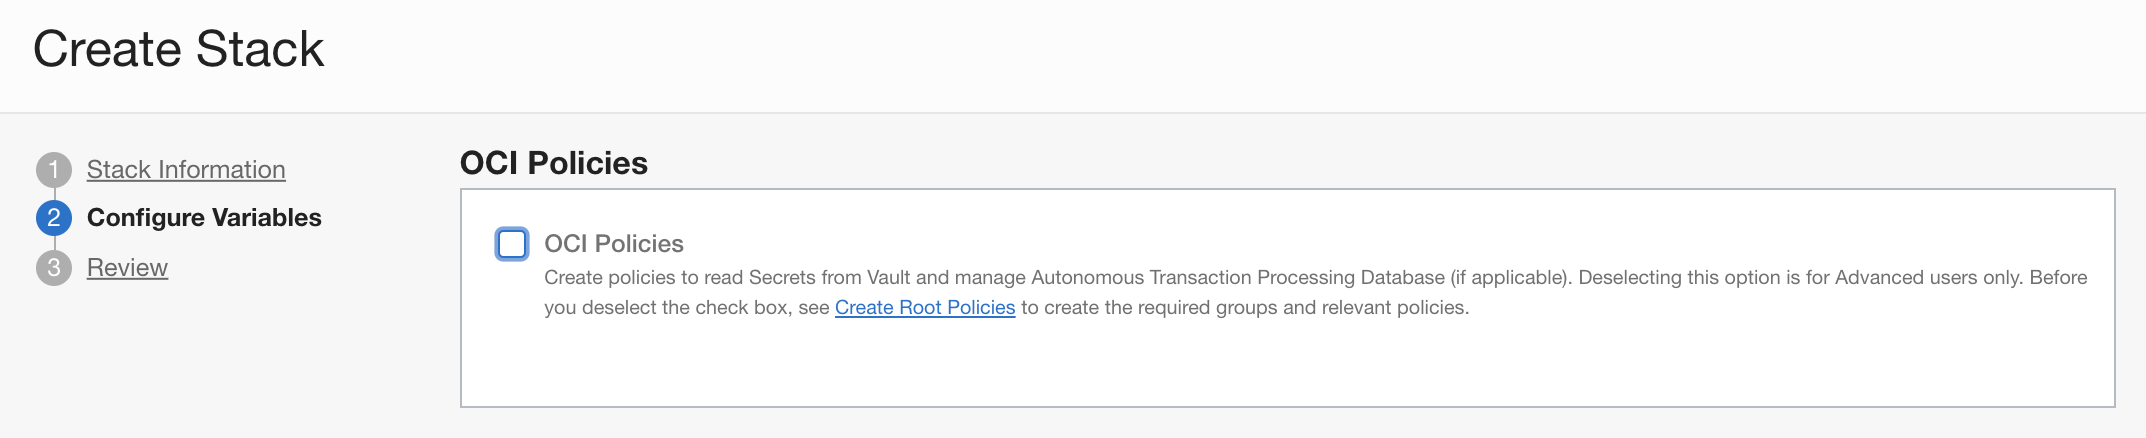 Create Stack
1 Stack Information
2 Configure Variables
3 Review
OCI Policies
OCI Policies
Create policies to read Secrets from Vault and manage Autonomous Transaction Processing Database (if applicable). Deselecting this option is for Advanced users only. Before
you deselect the check box, see Create Root Policies to create the required groups and relevant policies.